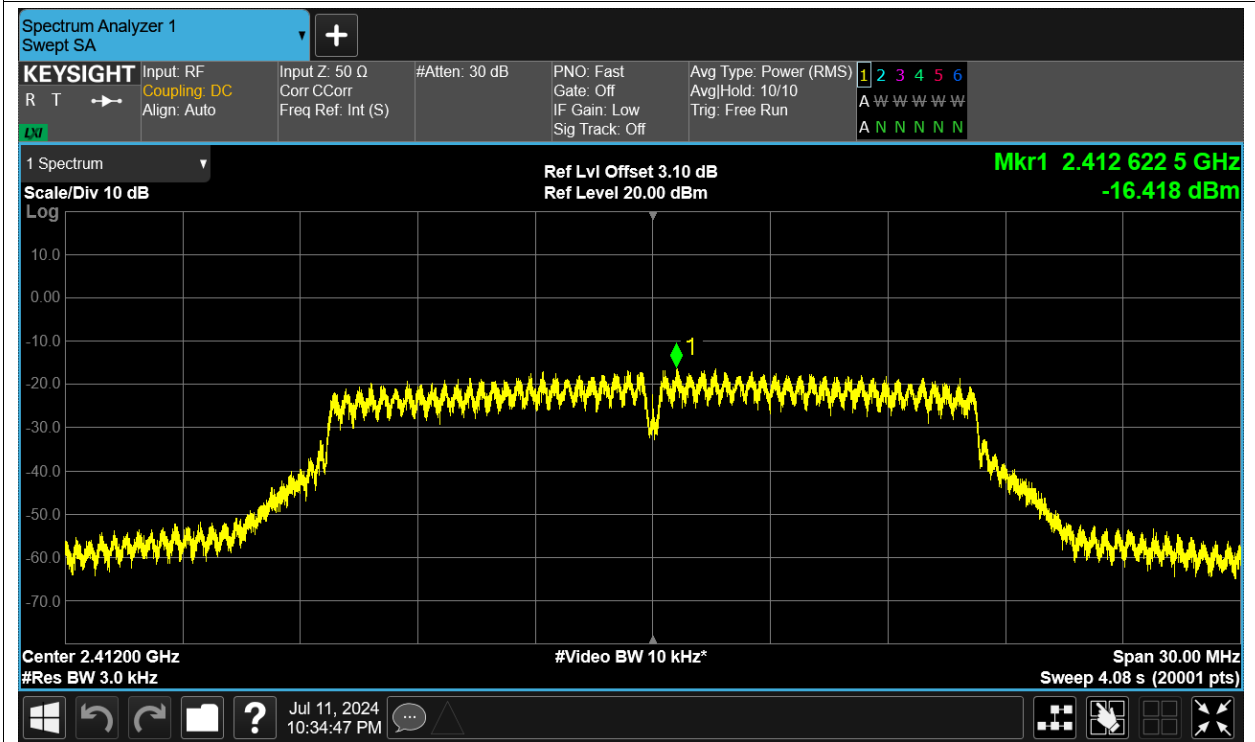 Spectrum Analyzer 1
Swept SA
KEYSIGHT
R T
LXI
Input: RF
Coupling: DC
Align: Auto
Input Z: 50 Ω
Corr CCorr
Freq Ref: Int (S)
#Atten: 30 dB
PNO: Fast
Gate: Off
IF Gain: Low
Sig Track: Off
Avg Type: Power (RMS)
Avg|Hold: 10/10
Trig: Free Run
1 2 3 4 5 6
A W W W W W
A N N N N N
1 Spectrum
Scale/Div 10 dB
Log
Ref Lvl Offset 3.10 dB
Ref Level 20.00 dBm
Mkr1 2.412 622 5 GHz
-16.418 dBm
10.0
0.00
-10.0
1
-20.0
-30.0
-40.0
-50.0
-60.0
-70.0
Center 2.41200 GHz
#Res BW 3.0 kHz
#Video BW 10 kHz*
Span 30.00 MHz
Sweep 4.08 s (20001 pts)
?
Jul 11, 2024
10:34:47 PM